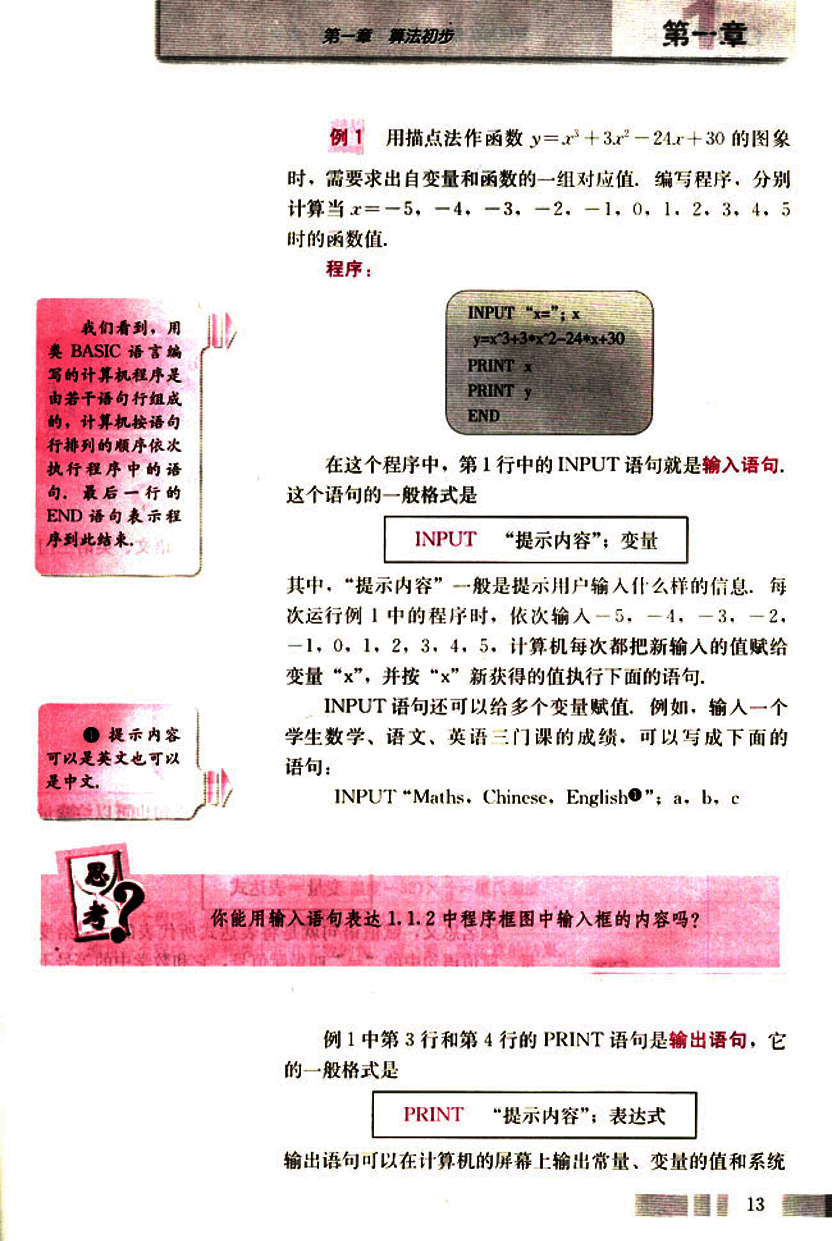 第一章 算法初步
第一章
例1 用描点法作函数 y=x³+3x²-24x+30 的图象
时，需要求出自变量和函数的一组对应值．编写程序，分别
计算当 x=-5，-4，-3，-2，-1，0，1，2，3，4，5
时的函数值．
程序：
INPUT “x=”；x
y=x^3+3*x^2-24*x+30
PRINT x
PRINT y
END
我们看到，用
类 BASIC 语言编
写的计算机程序是
由若干语句行组成
的，计算机按语句
行排列的顺序依次
执行程序中的语
句．最后一行的
END 语句表示程
序到此结束．
在这个程序中，第1行中的 INPUT 语句就是输入语句．
这个语句的一般格式是
INPUT “提示内容”；变量
其中，“提示内容”一般是提示用户输入什么样的信息．每
次运行例1中的程序时，依次输入-5，-4，-3，-2，
-1，0，1，2，3，4，5，计算机每次都把新输入的值赋给
变量“x”，并按“x”新获得的值执行下面的语句．
INPUT 语句还可以给多个变量赋值．例如，输入一个
学生数学、语文、英语三门课的成绩，可以写成下面的
语句：
INPUT “Maths，Chinese，English❶”；a，b，c
❶ 提示内容
可以是英文也可以
是中文．
思考？
你能用输入语句表达1.1.2中程序框图中输入框的内容吗？
例1中第3行和第4行的 PRINT 语句是输出语句，它
的一般格式是
PRINT “提示内容”；表达式
输出语句可以在计算机的屏幕上输出常量、变量的值和系统
13